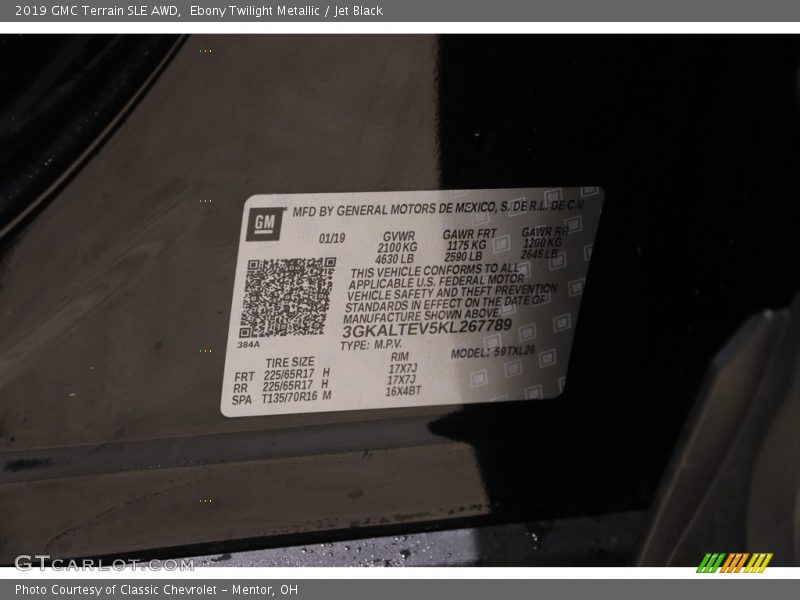 2019 GMC Terrain SLE AWD,  Ebony Twilight Metallic / Jet Black
GM MFD BY GENERAL MOTORS DE MEXICO, S. DE R.L. DE C.V.
01/19 GVWR GAWR FRT GAWR RR
2100 KG 1175 KG 1200 KG
4630 LB 2590 LB 2645 LB
THIS VEHICLE CONFORMS TO ALL
APPLICABLE U.S. FEDERAL MOTOR
VEHICLE SAFETY AND THEFT PREVENTION
STANDARDS IN EFFECT ON THE DATE OF
MANUFACTURE SHOWN ABOVE.
3GKALTEV5KL267789
384A
TYPE: M.P.V. MODEL: 59TXL26
TIRE SIZE RIM
FRT 225/65R17 H 17X7J
RR 225/65R17 H 17X7J
SPA T135/70R16 M 16X4BT
GTCARLOT.COM
Photo Courtesy of Classic Chevrolet – Mentor, OH